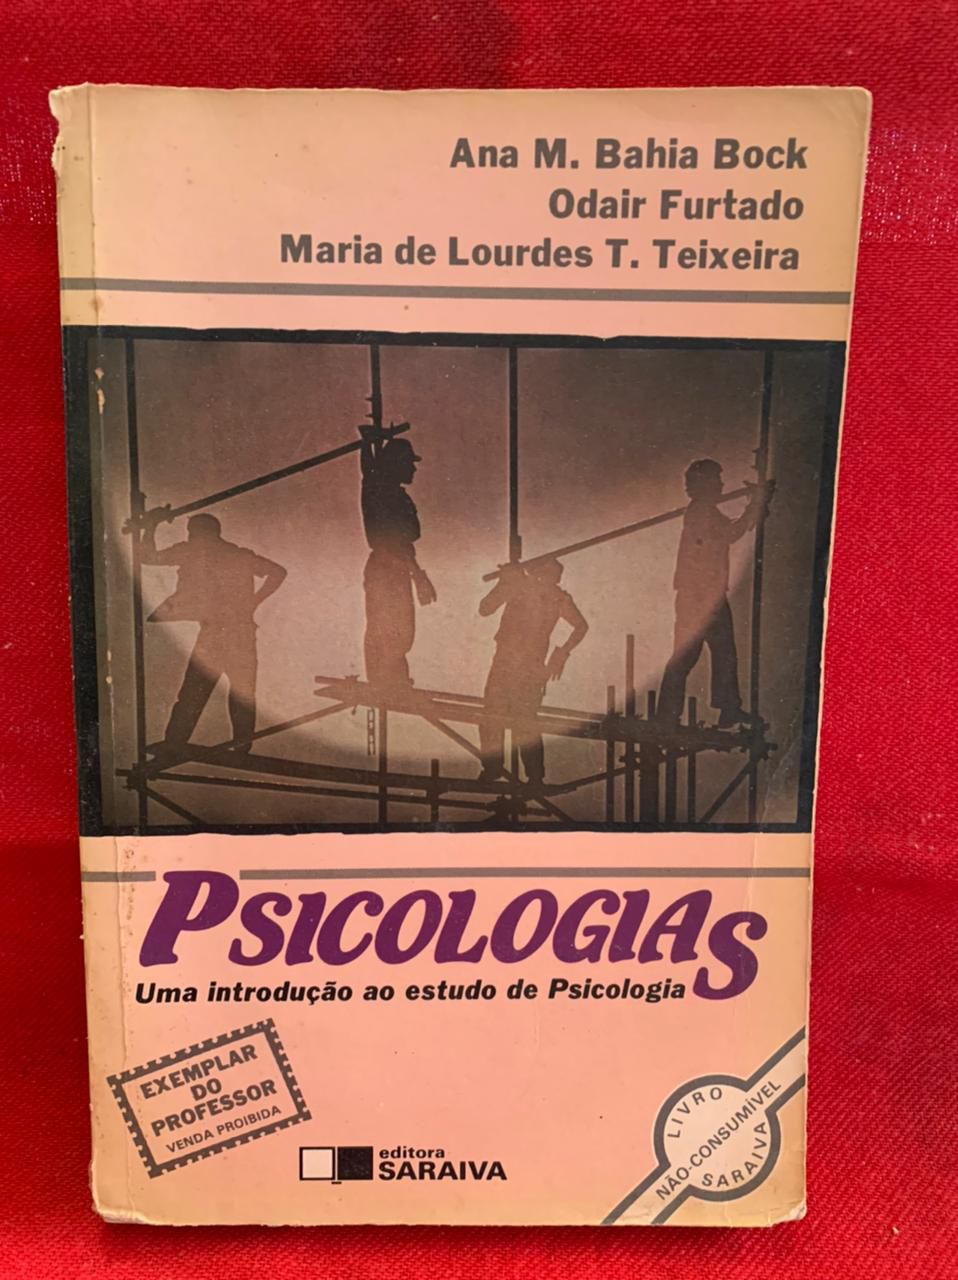 Ana M. Bahia Bock
Odair Furtado
Maria de Lourdes T. Teixeira
PSICOLOGIAS
Uma introdução ao estudo de Psicologia
EXEMPLAR
DO
PROFESSOR
VENDA PROIBIDA
editora
SARAIVA
LIVRO
NÃO-CONSUMÍVEL
SARAIVA